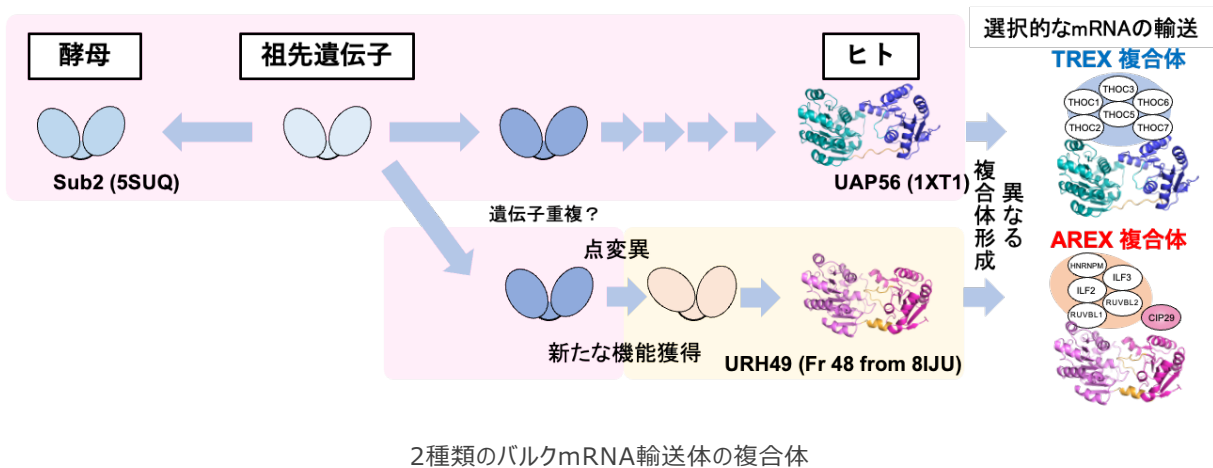 選択的なmRNAの輸送
酵母
祖先遺伝子
ヒト
TREX 複合体
THOC3
THOC1
THOC6
THOC5
THOC2
THOC7
Sub2 (5SUQ)
UAP56 (1XT1)
遺伝子重複？
点変異
異なる
複合体形成
AREX 複合体
HNRNPM
ILF3
ILF2
RUVBL2
RUVBL1
CIP29
新たな機能獲得
URH49 (Fr 48 from 8IJU)
2種類のバルクmRNA輸送体の複合体